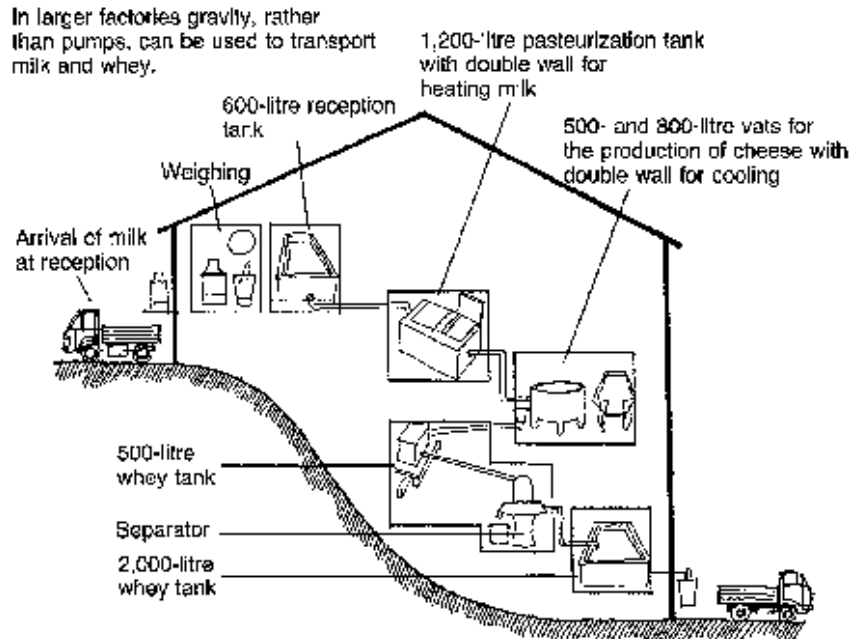 In larger factories gravity, rather
than pumps, can be used to transport
milk and whey.
1,200-litre pasteurization tank
with double wall for
heating milk
600-litre reception
tank
500- and 800-litre vats for
the production of cheese with
double wall for cooling
Weighing
Arrival of milk
at reception
500-litre
whey tank
Separator
2,000-litre
whey tank